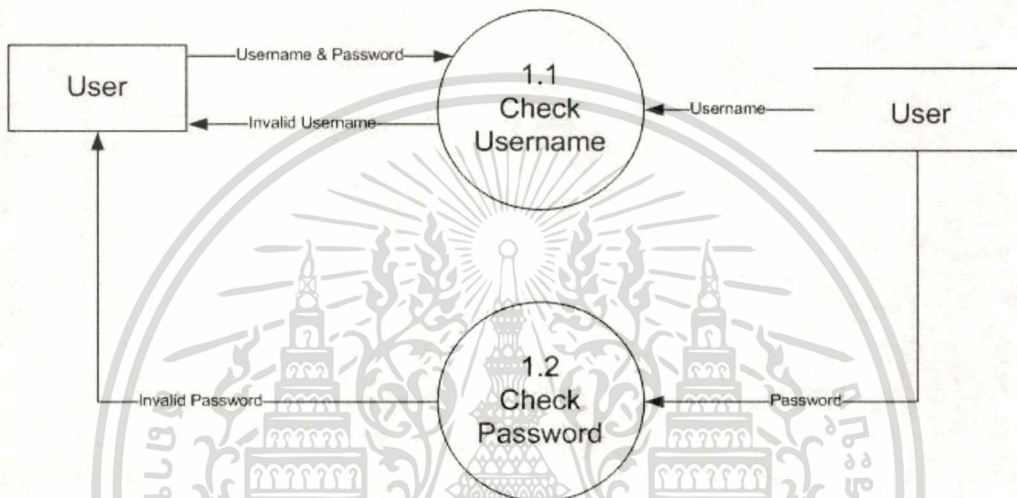 User
Username & Password
Invalid Username
1.1
Check
Username
Username
User
Invalid Password
1.2
Check
Password
Password